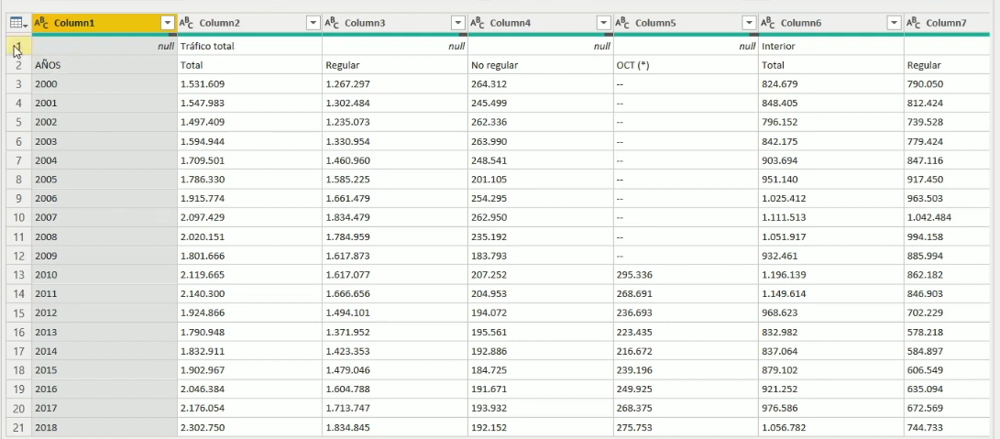 ABC Column1 ABC Column2 ABC Column3 ABC Column4 ABC Column5 ABC Column6 ABC Column7
1 null Tráfico total null null null Interior
2 AÑOS Total Regular No regular OCT (*) Total Regular
3 2000 1.531.609 1.267.297 264.312 -- 824.679 790.050
4 2001 1.547.983 1.302.484 245.499 -- 848.405 812.424
5 2002 1.497.409 1.235.073 262.336 -- 796.152 739.528
6 2003 1.594.944 1.330.954 263.990 -- 842.175 779.424
7 2004 1.709.501 1.460.960 248.541 -- 903.694 847.116
8 2005 1.786.330 1.585.225 201.105 -- 951.140 917.450
9 2006 1.915.774 1.661.479 254.295 -- 1.025.412 963.503
10 2007 2.097.429 1.834.479 262.950 -- 1.111.513 1.042.484
11 2008 2.020.151 1.784.959 235.192 -- 1.051.917 994.158
12 2009 1.801.666 1.617.873 183.793 -- 932.461 885.994
13 2010 2.119.665 1.617.077 207.252 295.336 1.196.139 862.182
14 2011 2.140.300 1.666.656 204.953 268.691 1.149.614 846.903
15 2012 1.924.866 1.494.101 194.072 236.693 968.623 702.229
16 2013 1.790.948 1.371.952 195.561 223.435 832.982 578.218
17 2014 1.832.911 1.423.353 192.886 216.672 837.064 584.897
18 2015 1.902.967 1.479.046 184.725 239.196 879.102 606.549
19 2016 2.046.384 1.604.788 191.671 249.925 921.252 635.094
20 2017 2.176.054 1.713.747 193.932 268.375 976.586 672.569
21 2018 2.302.750 1.834.845 192.152 275.753 1.056.782 744.733